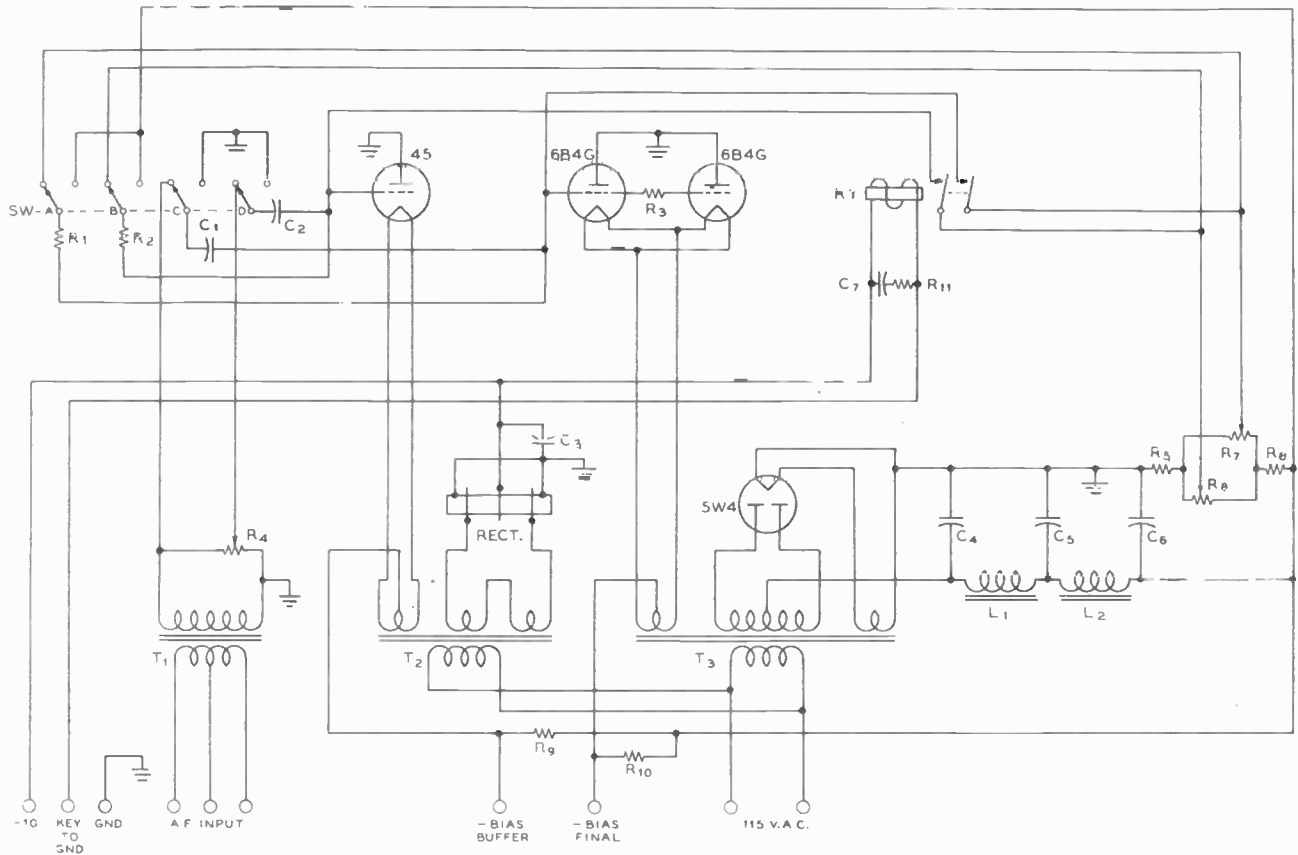 45
6B4G
6B4G
SW-A
B
C
D
C2
R1
R2
C1
R3
RY
C7
R11
C3
R4
RECT.
5W4
R5
R7
R6
R8
C4
C5
C6
L1
L2
T1
T2
T3
R9
R10
-10
KEY
TO
GND
GND
A F INPUT
-BIAS
BUFFER
-BIAS
FINAL
115 V. A C.